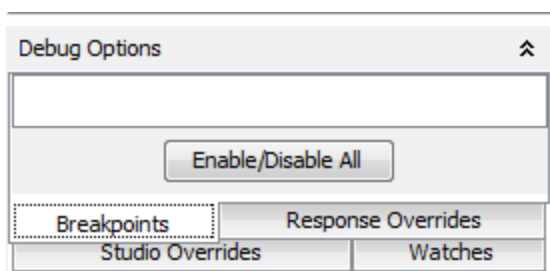 Debug Options
Enable/Disable All
Breakpoints Response Overrides
Studio Overrides Watches